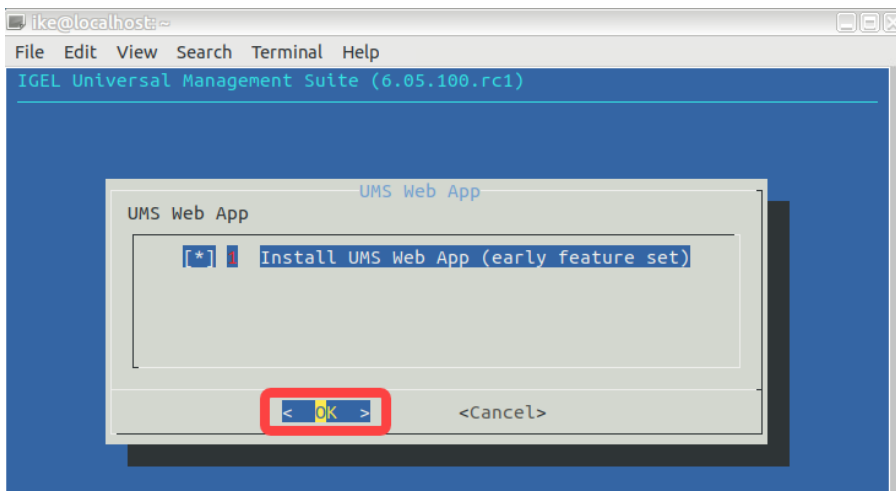 ike@localhost: ~
File Edit View Search Terminal Help
IGEL Universal Management Suite (6.05.100.rc1)
UMS Web App
UMS Web App
[*] 1 Install UMS Web App (early feature set)
< OK > <Cancel>